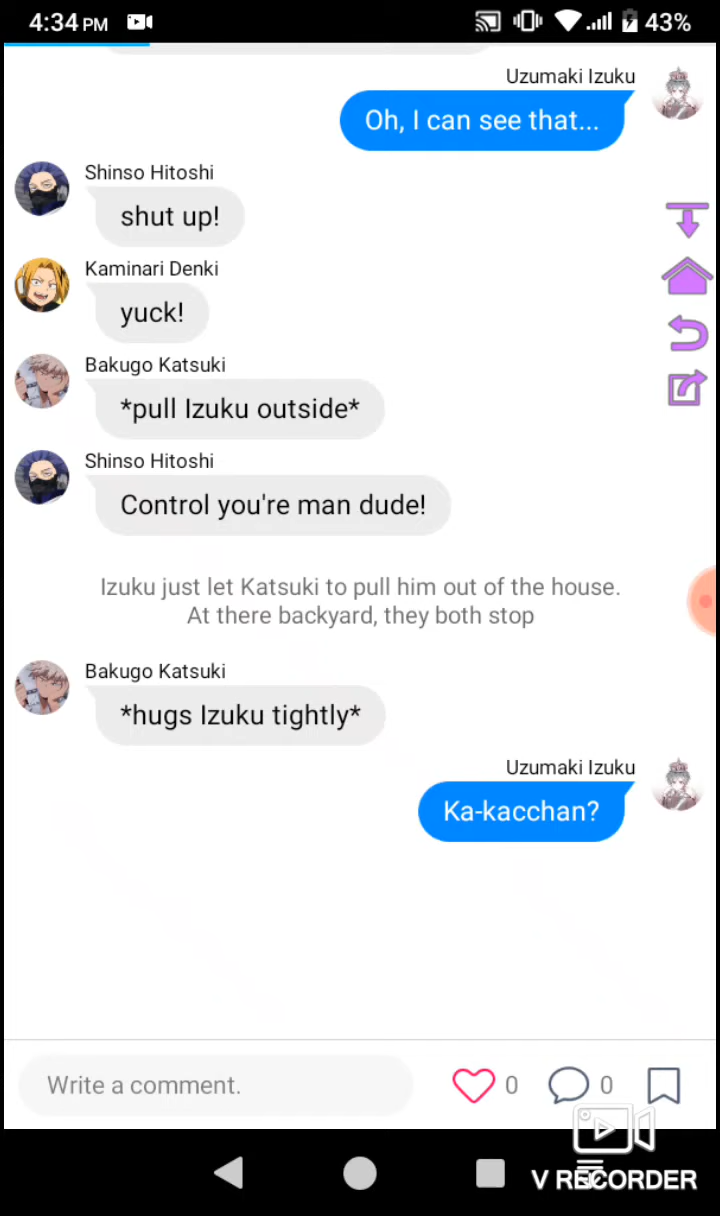 4:34 PM
43%
Uzumaki Izuku
Oh, I can see that...
Shinso Hitoshi
shut up!
Kaminari Denki
yuck!
Bakugo Katsuki
*pull Izuku outside*
Shinso Hitoshi
Control you're man dude!
Izuku just let Katsuki to pull him out of the house.
At there backyard, they both stop
Bakugo Katsuki
*hugs Izuku tightly*
Uzumaki Izuku
Ka-kacchan?
Write a comment.
0
0
V RECORDER